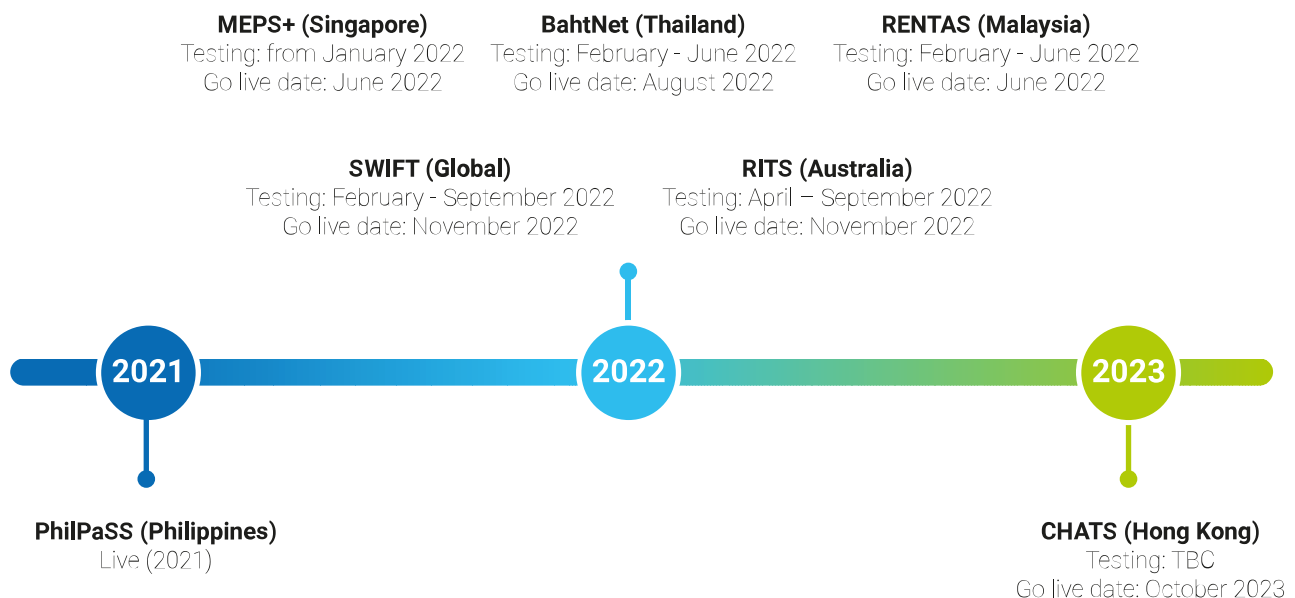 MEPS+ (Singapore)
Testing: from January 2022
Go live date: June 2022
BahtNet (Thailand)
Testing: February - June 2022
Go live date: August 2022
RENTAS (Malaysia)
Testing: February - June 2022
Go live date: June 2022
SWIFT (Global)
Testing: February - September 2022
Go live date: November 2022
RITS (Australia)
Testing: April – September 2022
Go live date: November 2022
2021
2022
2023
PhilPaSS (Philippines)
Live (2021)
CHATS (Hong Kong)
Testing: TBC
Go live date: October 2023